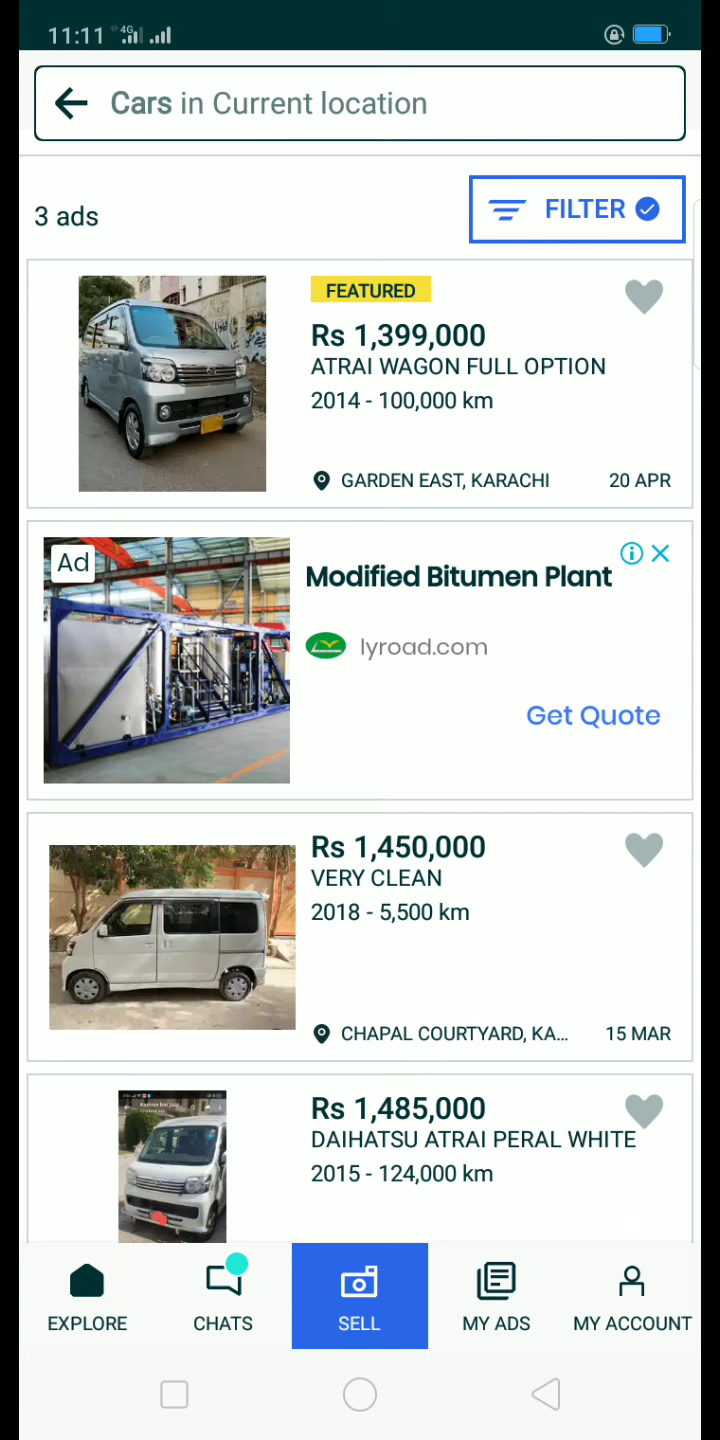 11:11 4G
Cars in Current location
3 ads
FILTER
FEATURED
Rs 1,399,000
ATRAI WAGON FULL OPTION
2014 - 100,000 km
GARDEN EAST, KARACHI 20 APR
Ad
Modified Bitumen Plant
lyroad.com
Get Quote
Rs 1,450,000
VERY CLEAN
2018 - 5,500 km
CHAPAL COURTYARD, KA... 15 MAR
Rs 1,485,000
DAIHATSU ATRAI PERAL WHITE
2015 - 124,000 km
EXPLORE CHATS SELL MY ADS MY ACCOUNT